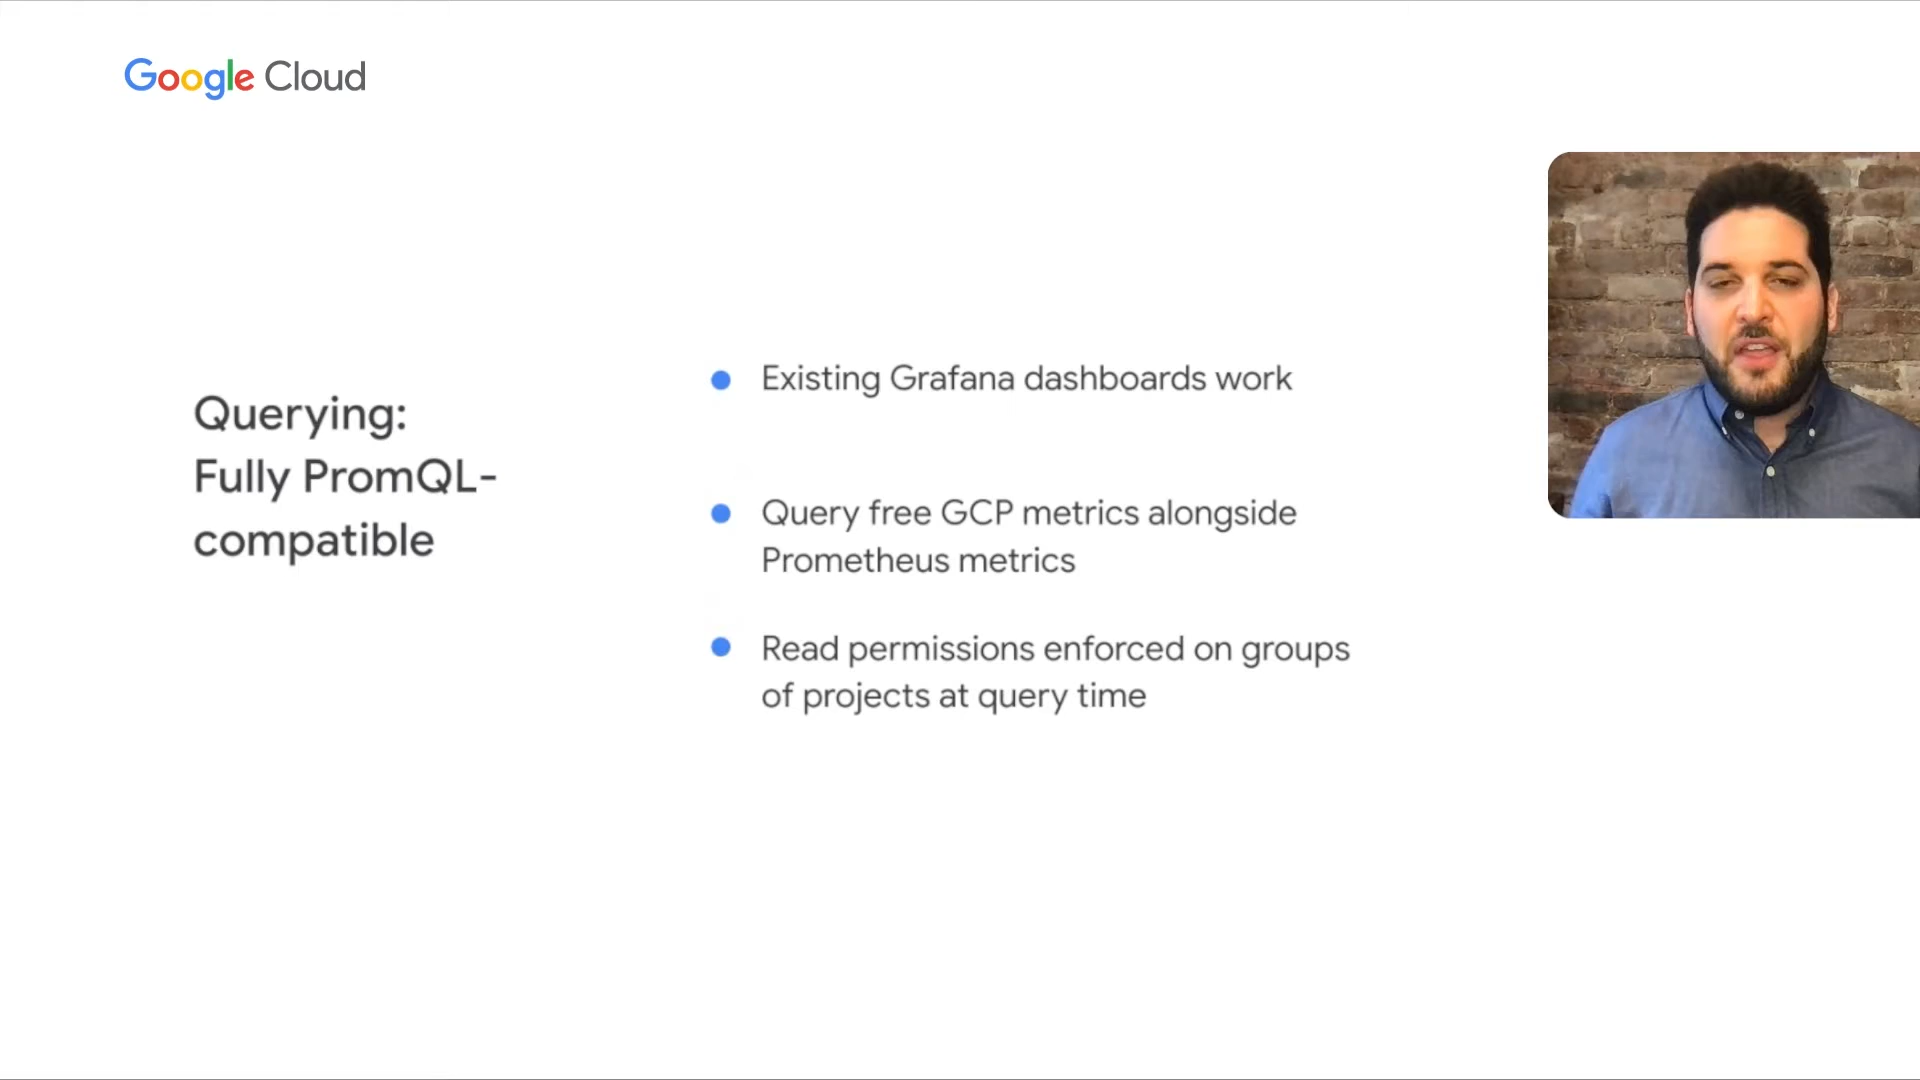 Google Cloud
Querying:
Fully PromQL-
compatible
Existing Grafana dashboards work
Query free GCP metrics alongside
Prometheus metrics
Read permissions enforced on groups
of projects at query time